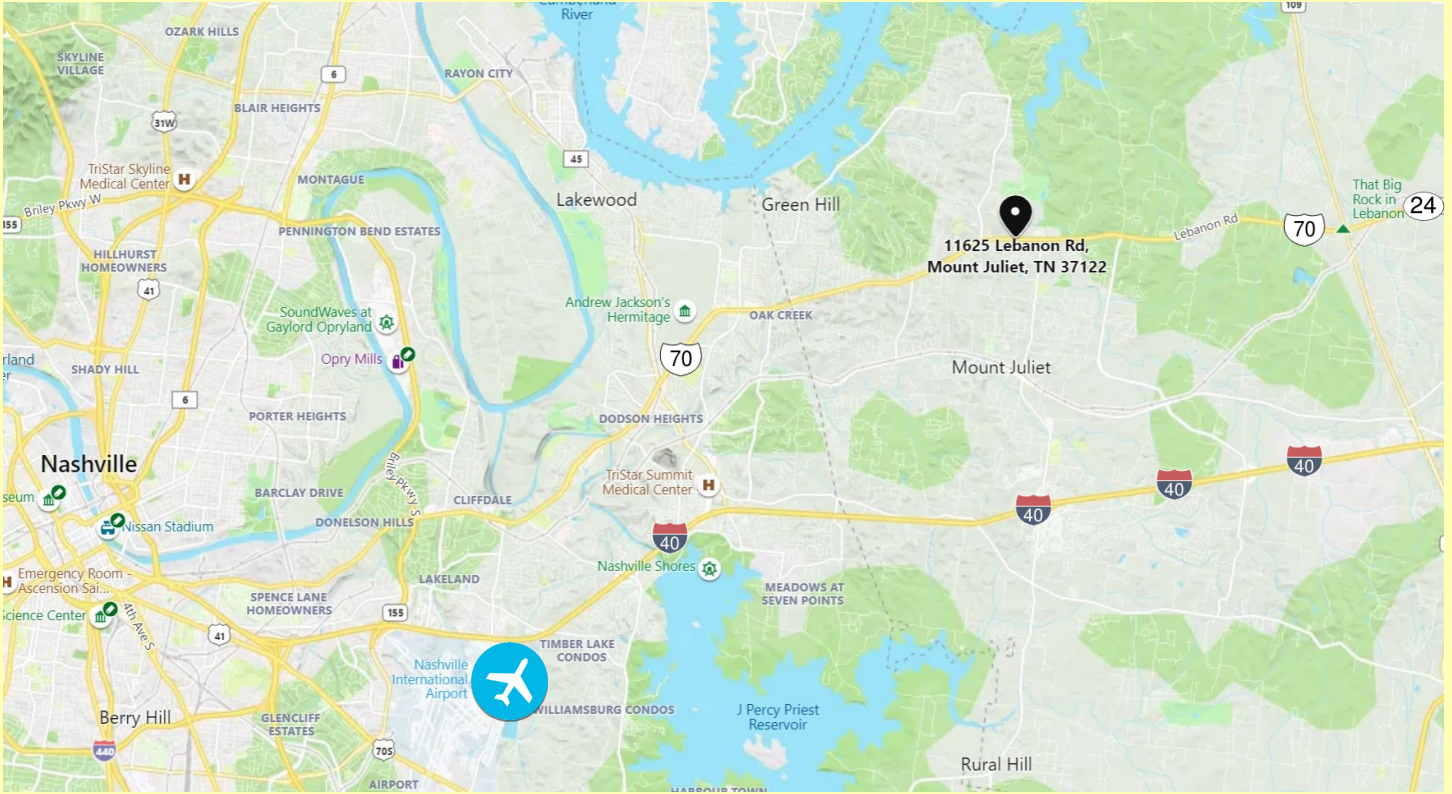 Cumberland
River
109
OZARK HILLS
SKYLINE
VILLAGE
6
RAYON CITY
BLAIR HEIGHTS
31W
45
TriStar Skyline
Medical Center
H
MONTAGUE
Lakewood
Green Hill
That Big
Rock in
Lebanon
24
Briley Pkwy W
155
PENNINGTON BEND ESTATES
Lebanon Rd
70
11625 Lebanon Rd,
Mount Juliet, TN 37122
HILLHURST
HOMEOWNERS
41
SoundWaves at
Gaylord Opryland
Andrew Jackson's
Hermitage
OAK CREEK
Opry Mills
70
SHADY HILL
Mount Juliet
6
PORTER HEIGHTS
DODSON HEIGHTS
Nashville
Briley Pkwy S
TriStar Summit
Medical Center
H
40
40
40
40
seum
BARCLAY DRIVE
CLIFFDALE
Nissan Stadium
DONELSON HILLS
Nashville Shores
H
Emergency Room -
Ascension Sai...
LAKELAND
MEADOWS AT
SEVEN POINTS
SPENCE LANE
HOMEOWNERS
Science Center
4th Ave S
155
41
TIMBER LAKE
CONDOS
Nashville
International
Airport
WILLIAMSBURG CONDOS
J Percy Priest
Reservoir
Berry Hill
GLENCLIFF
ESTATES
440
70S
Rural Hill
AIRPORT
HARBOUR TOWN